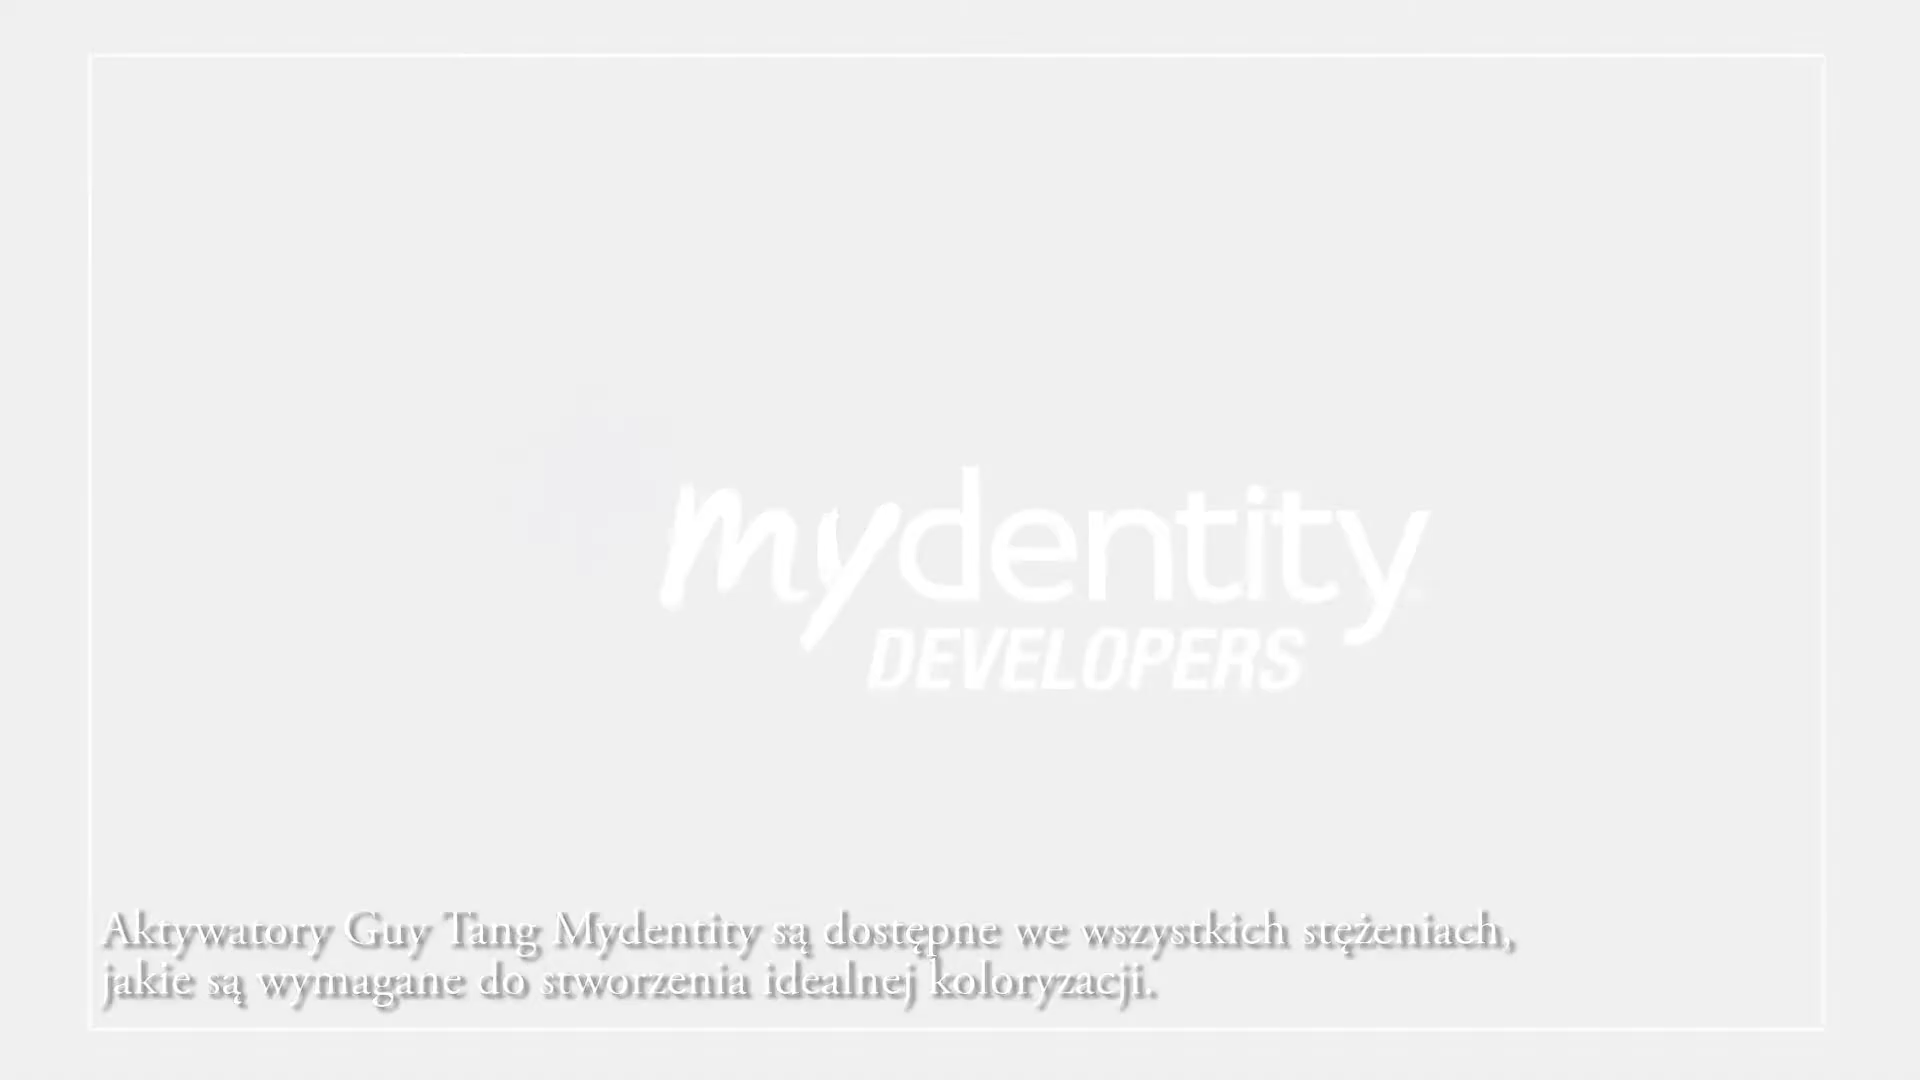 mydentity
DEVELOPERS
Aktywatory Guy Tang Mydentity są dostępne we wszystkich stężeniach,
jakie są wymagane do stworzenia idealnej koloryzacji.